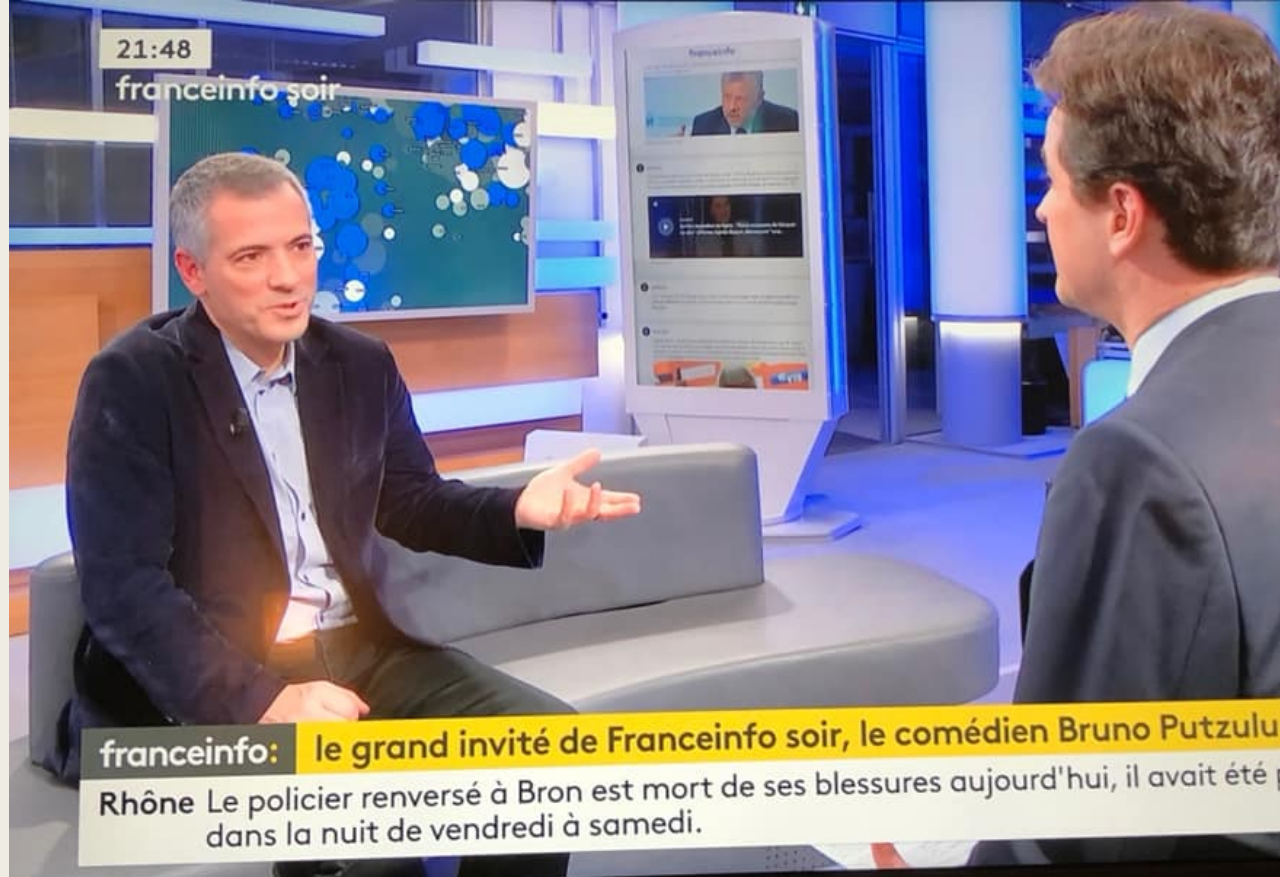 21:48
franceinfo soir
franceinfo
franceinfo: le grand invité de Franceinfo soir, le comédien Bruno Putzulu
Rhône Le policier renversé à Bron est mort de ses blessures aujourd'hui, il avait été
dans la nuit de vendredi à samedi.